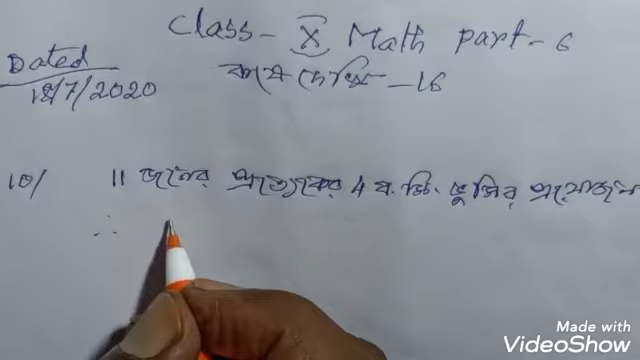 Class - X Math part - 6
Dated
18/7/2020
কষে দেখি - 16
10/ 11 জনের প্রত্যেকের 4 ব. মি. ভূমির প্রয়োজন
∴
Made with
VideoShow